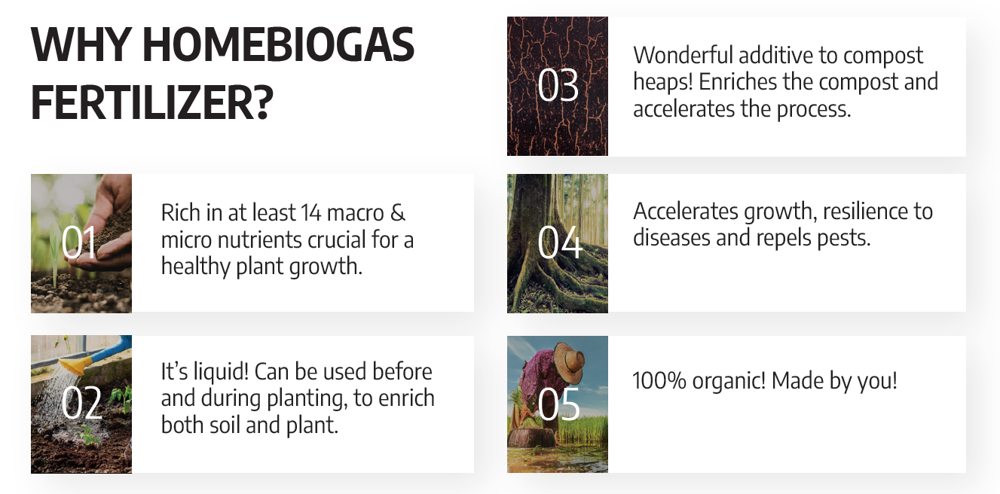 WHY HOMEBIOGAS
FERTILIZER?
01
Rich in at least 14 macro &
micro nutrients crucial for a
healthy plant growth.
02
It’s liquid! Can be used before
and during planting, to enrich
both soil and plant.
03
Wonderful additive to compost
heaps! Enriches the compost and
accelerates the process.
04
Accelerates growth, resilience to
diseases and repels pests.
05
100% organic! Made by you!